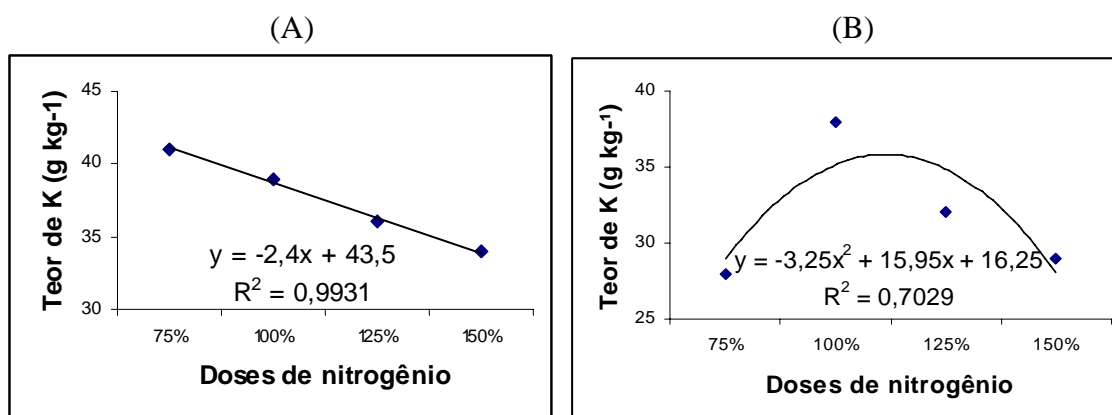 (A)
Teor de K (g kg-1)
45
40
35
30
y = -2,4x + 43,5
R² = 0,9931
75% 100% 125% 150%
Doses de nitrogênio
(B)
Teor de K (g kg-¹)
40
35
30
25
y = -3,25x² + 15,95x + 16,25
R² = 0,7029
75% 100% 125% 150%
Doses de nitrogênio